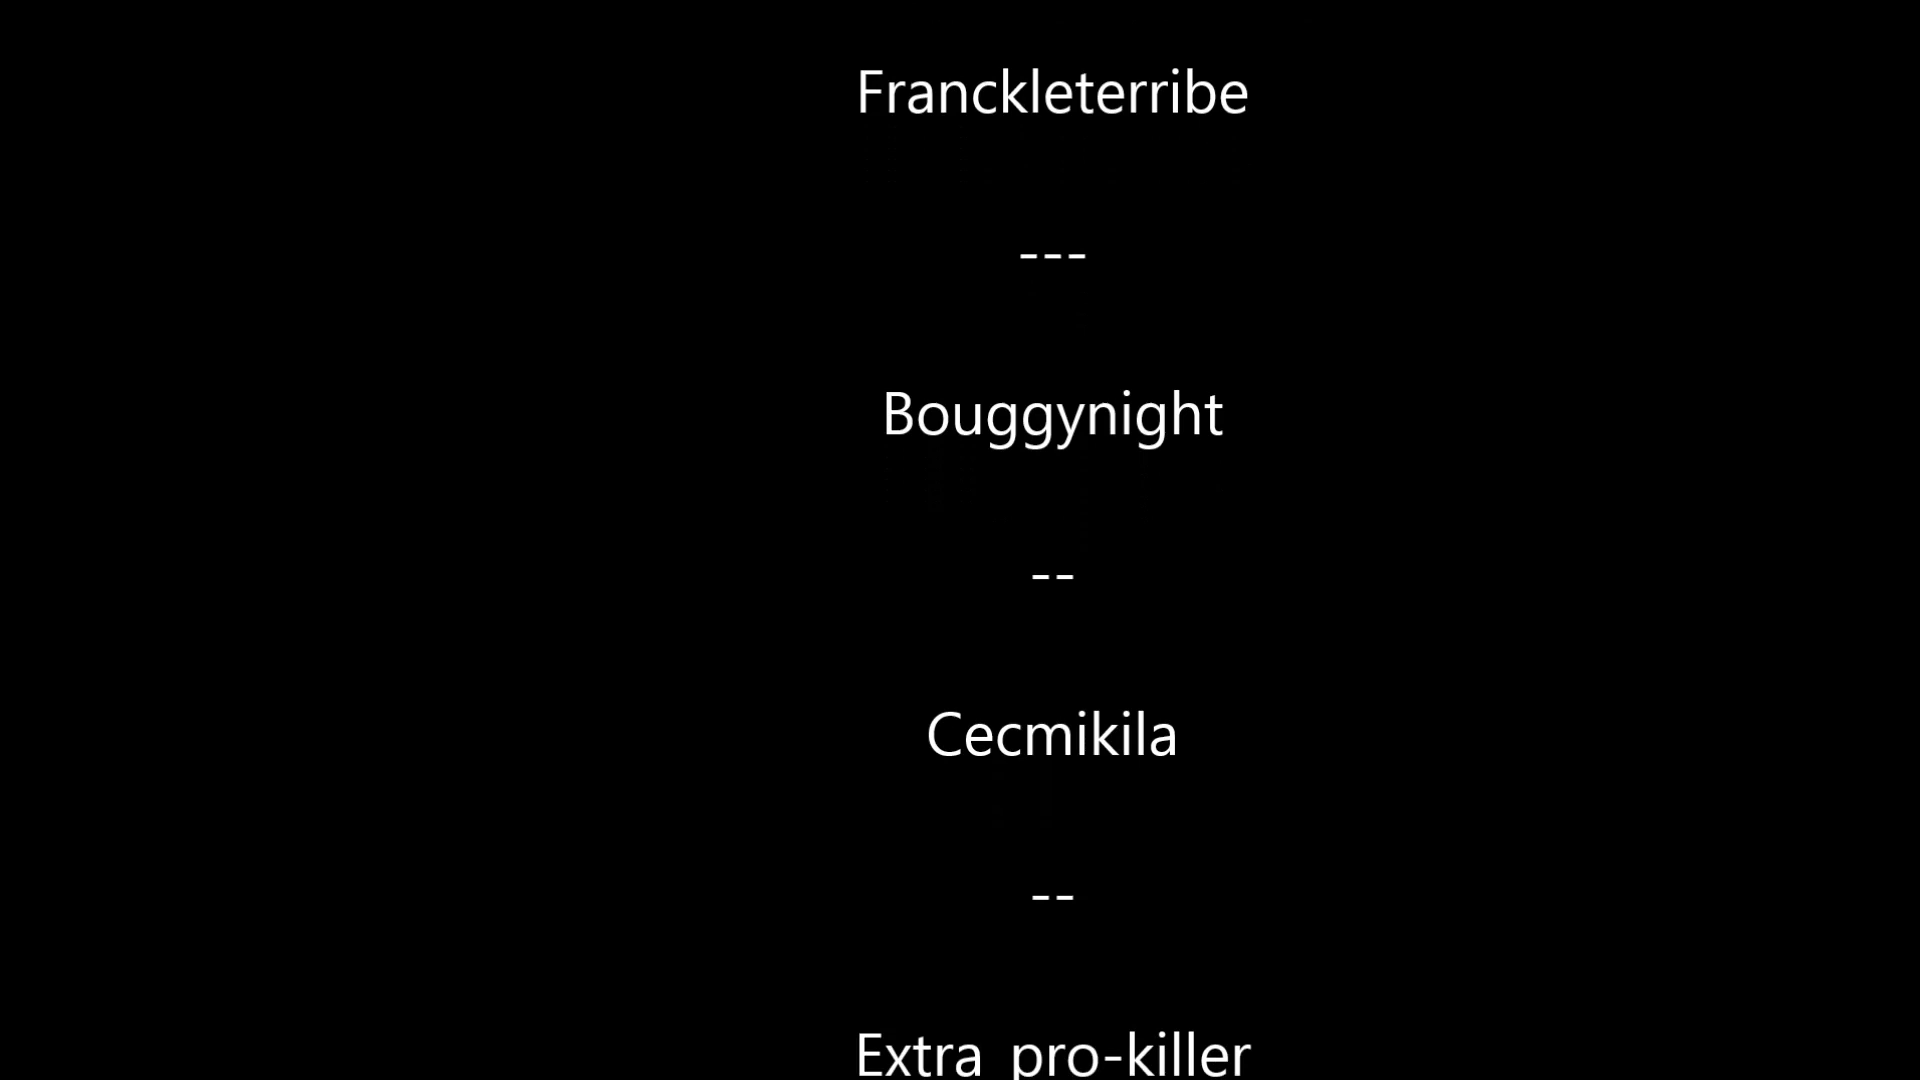 Franckleterribe
---
Bouggynight
--
Cecmikila
--
Extra pro-killer